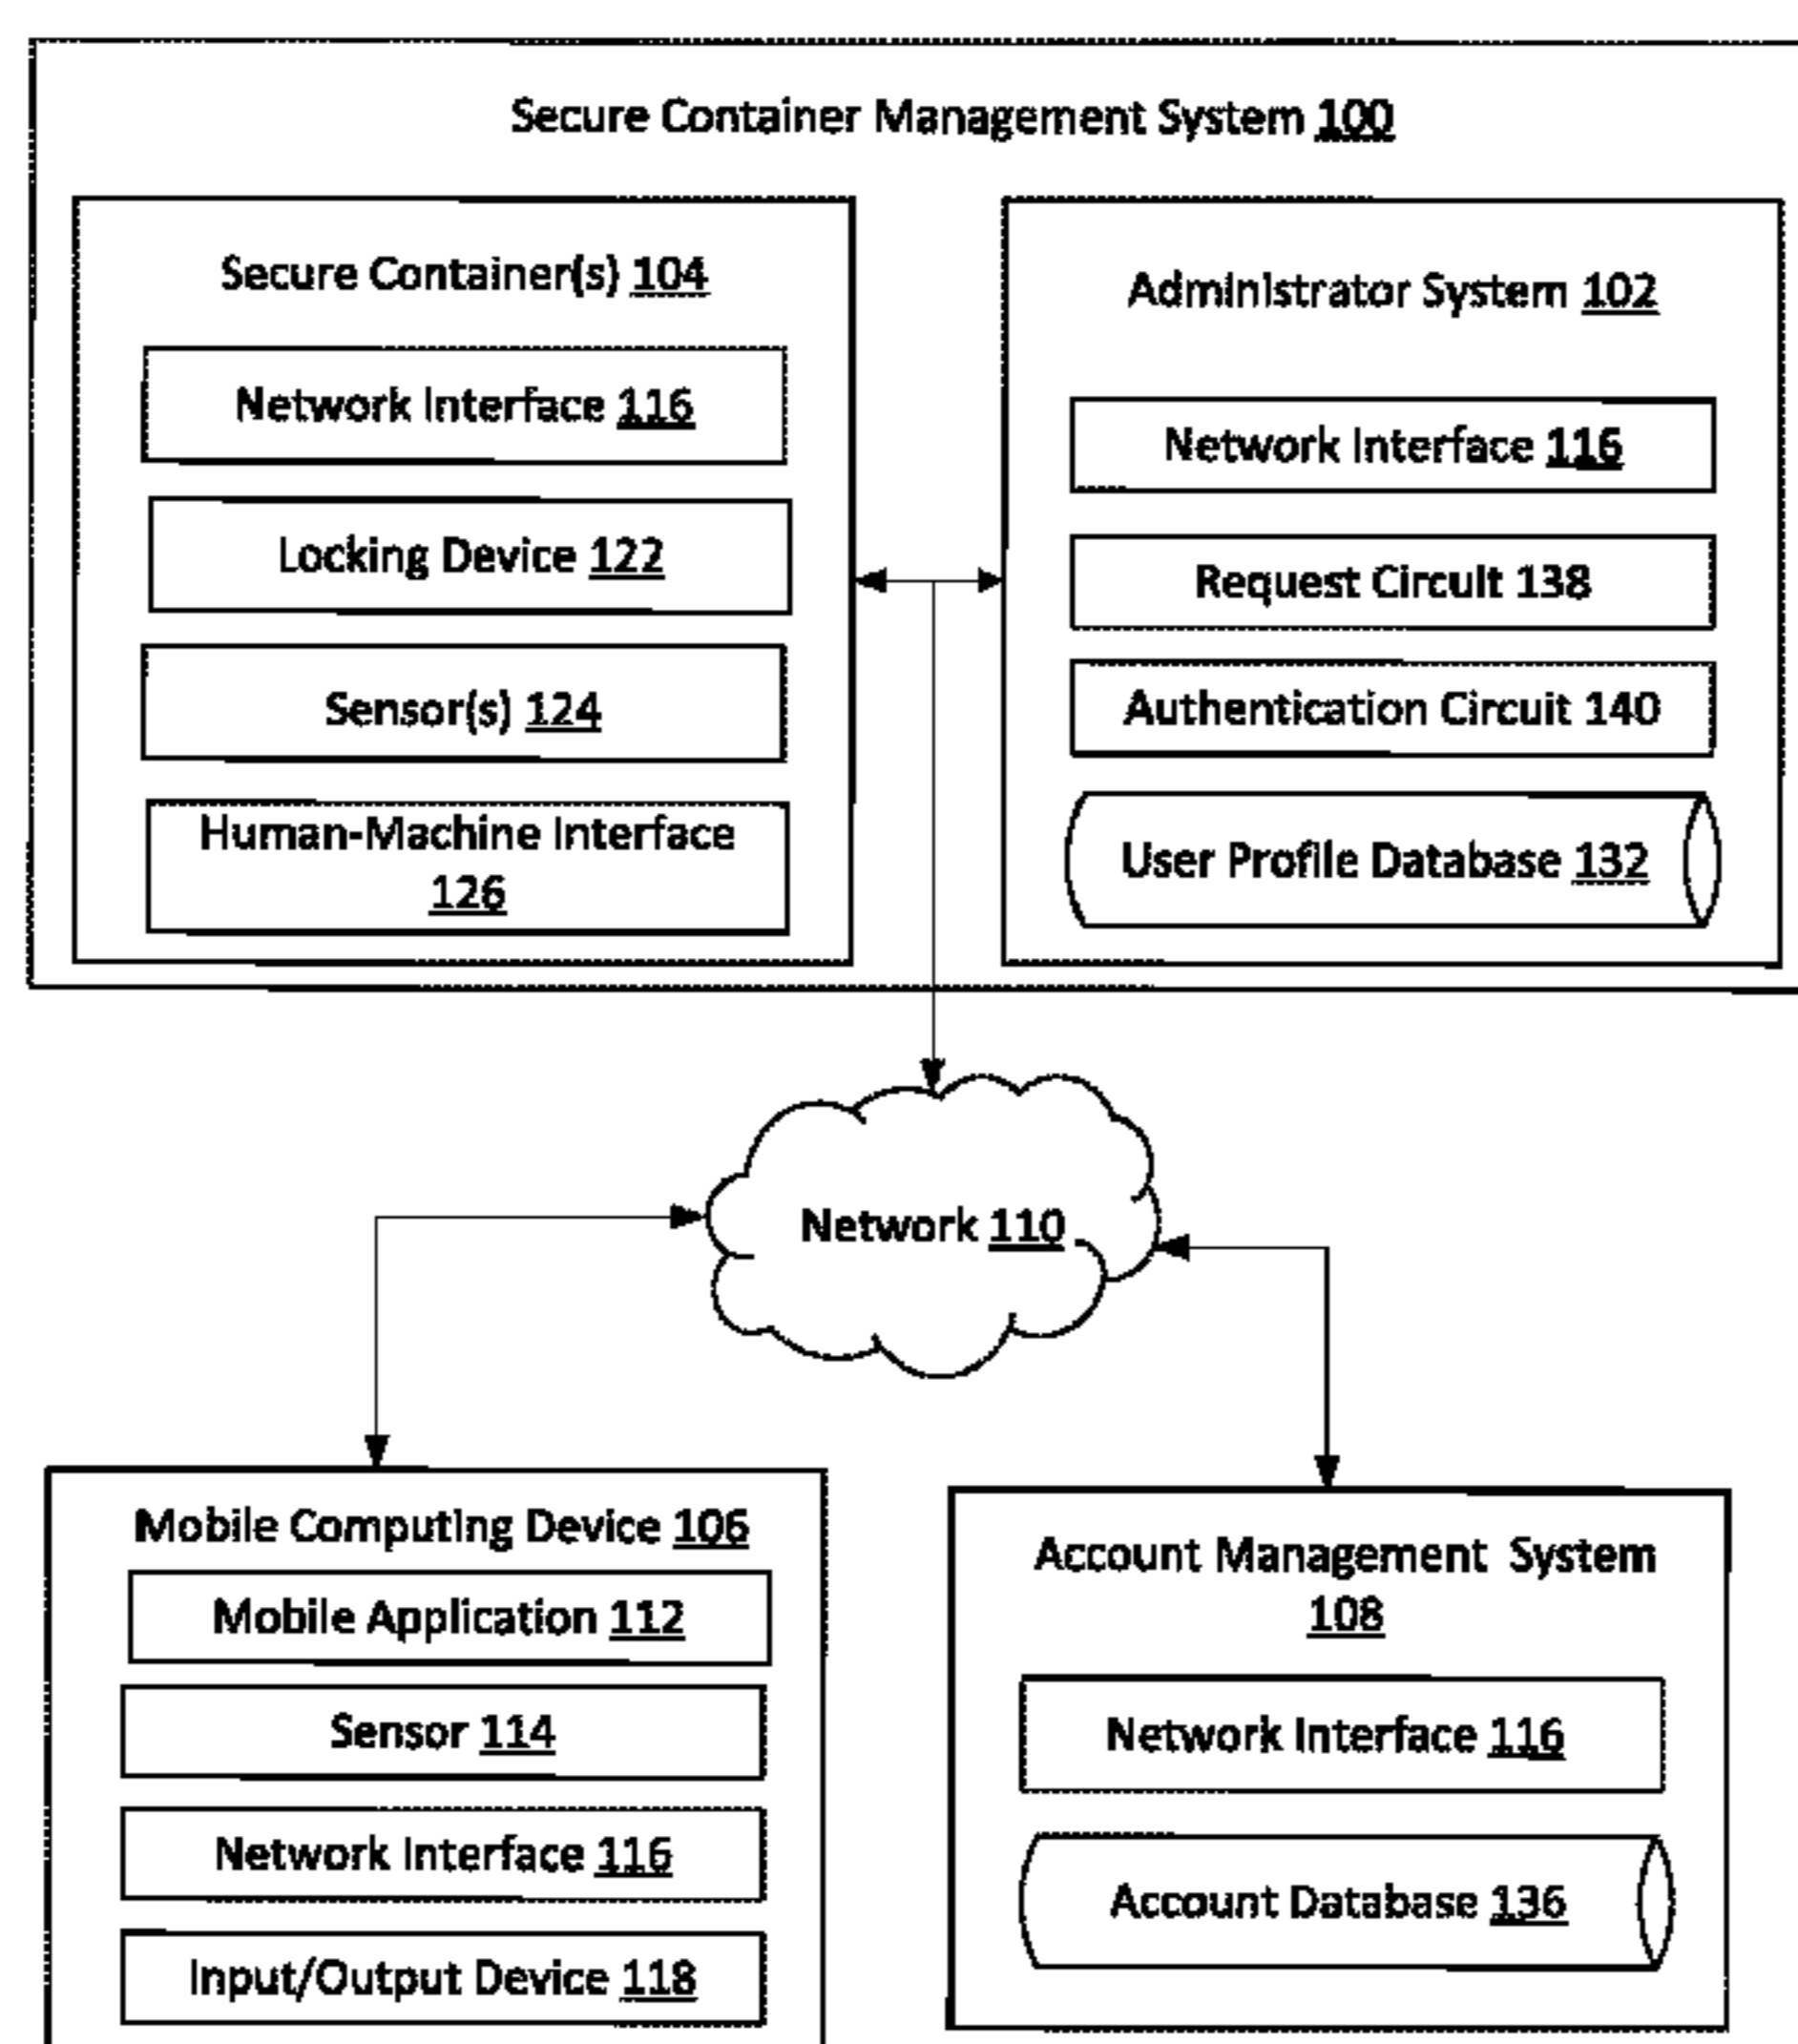 Secure Container Management System 100
Secure Container(s) 104
Network Interface 116
Locking Device 122
Sensor(s) 124
Human-Machine Interface
126
Administrator System 102
Network Interface 116
Request Circuit 138
Authentication Circuit 140
User Profile Database 132
Network 110
Mobile Computing Device 106
Mobile Application 112
Sensor 114
Network Interface 116
Input/Output Device 118
Account Management System
108
Network Interface 116
Account Database 136